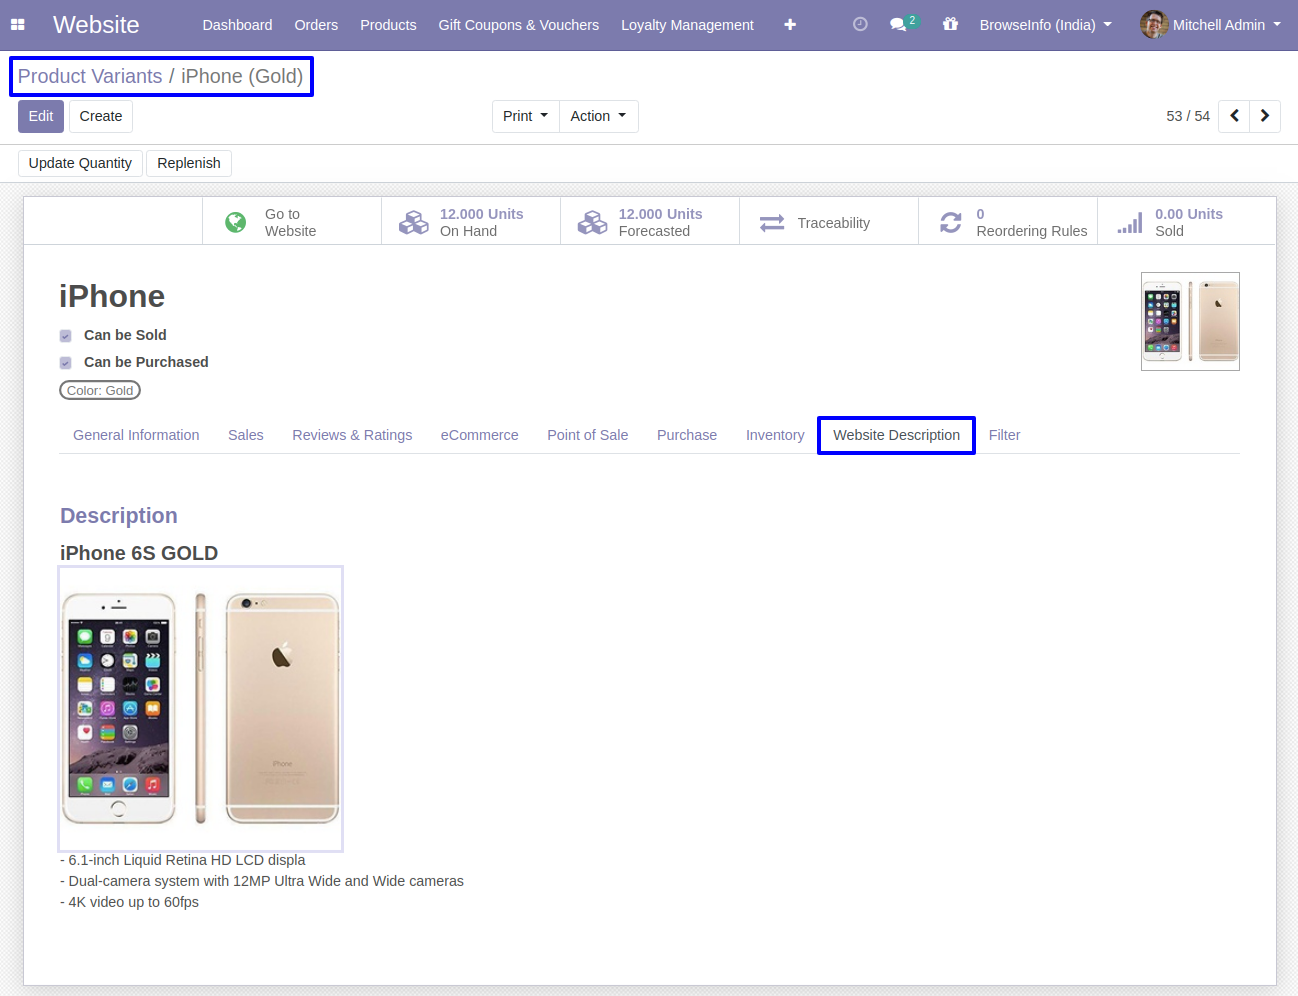 Website Dashboard Orders Products Gift Coupons & Vouchers Loyalty Management 2 BrowseInfo (India) Mitchell Admin
Product Variants / iPhone (Gold)
Edit Create Print Action 53 / 54
Update Quantity Replenish
Go to
Website
12.000 Units
On Hand
12.000 Units
Forecasted
Traceability
0
Reordering Rules
0.00 Units
Sold
iPhone
Can be Sold
Can be Purchased
Color: Gold
General Information Sales Reviews & Ratings eCommerce Point of Sale Purchase Inventory Website Description Filter
Description
iPhone 6S GOLD
iPhone
- 6.1-inch Liquid Retina HD LCD displa
- Dual-camera system with 12MP Ultra Wide and Wide cameras
- 4K video up to 60fps